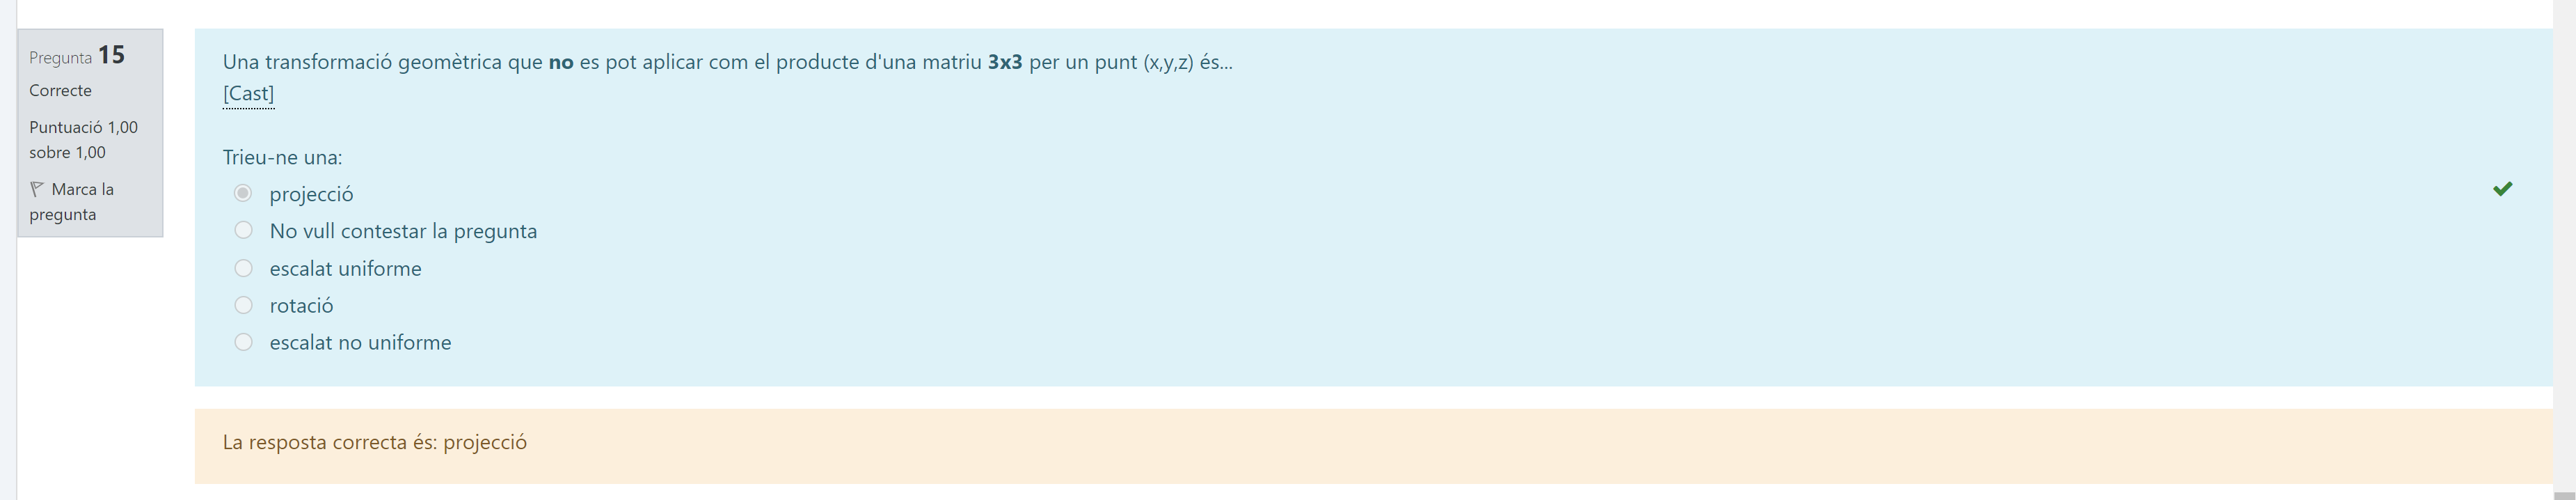 Pregunta 15
Correcte
Puntuació 1,00
sobre 1,00
Marca la
pregunta
Una transformació geomètrica que no es pot aplicar com el producte d'una matriu 3x3 per un punt (x,y,z) és...
[Cast]
Trieu-ne una:
projecció
No vull contestar la pregunta
escalat uniforme
rotació
escalat no uniforme
La resposta correcta és: projecció